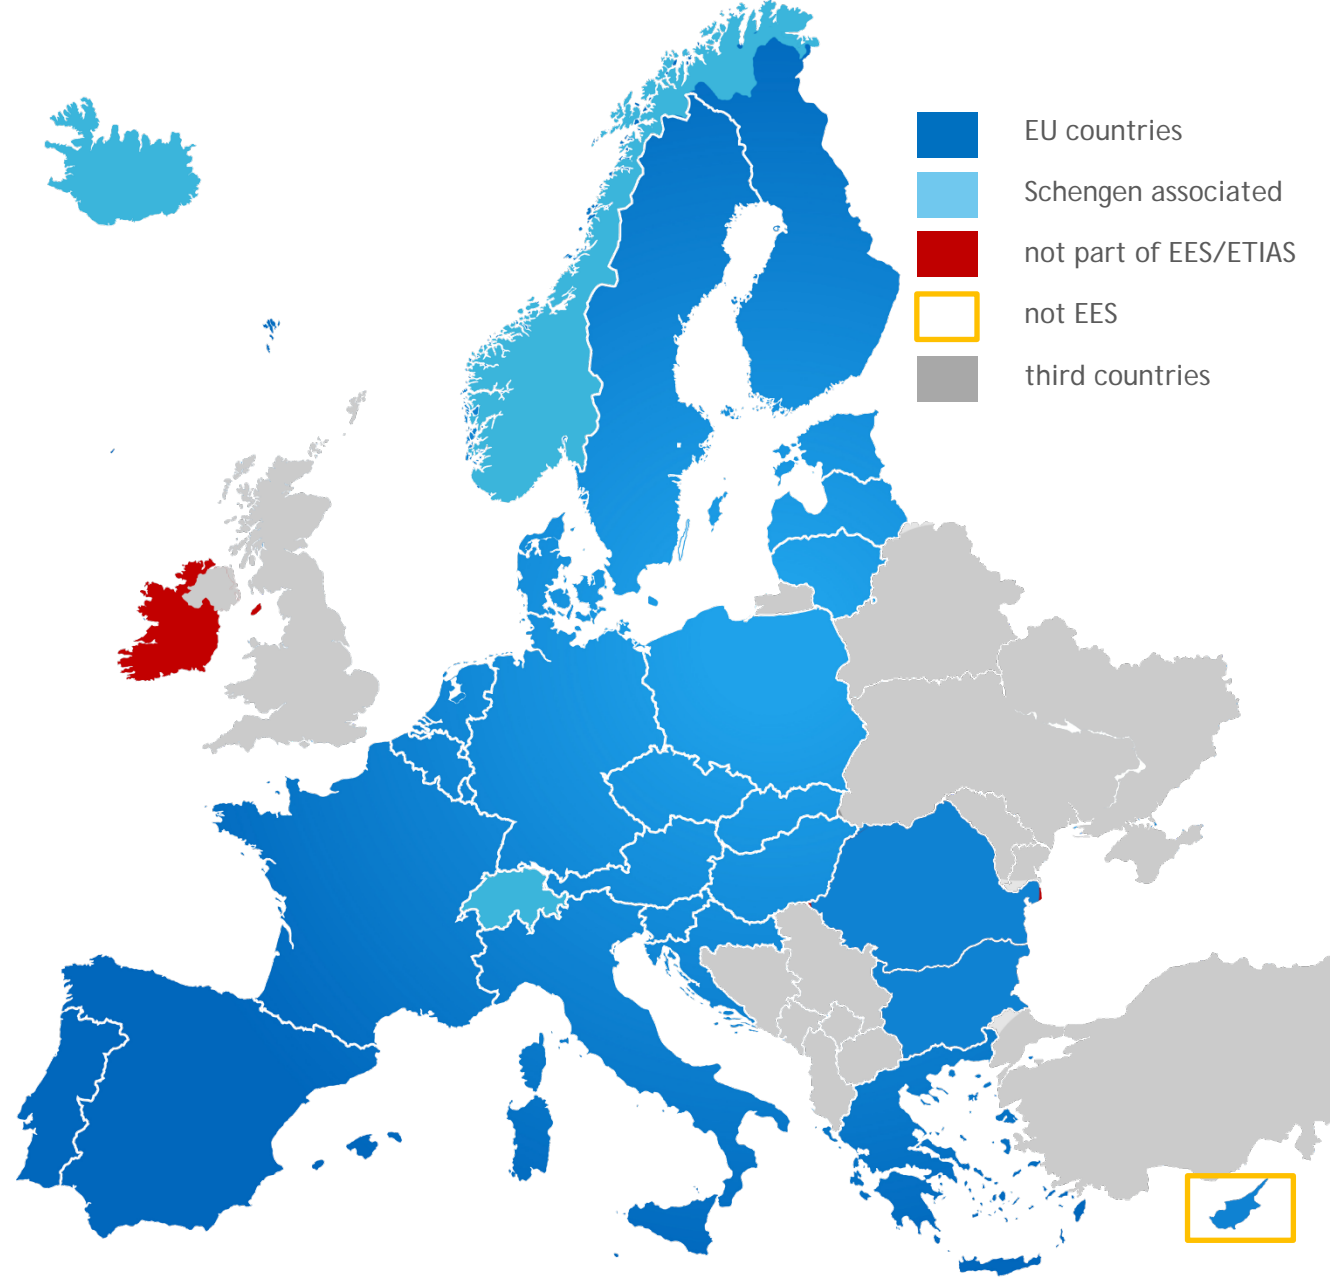 EU countries
Schengen associated
not part of EES/ETIAS
not EES
third countries